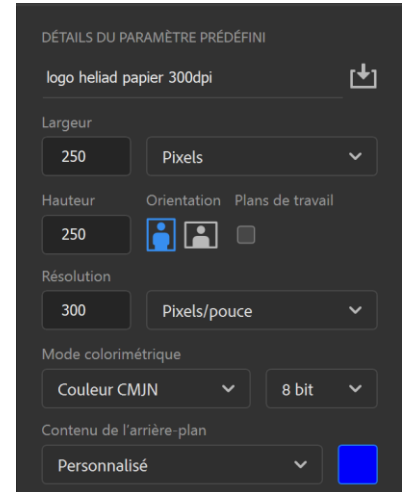 DÉTAILS DU PARAMÈTRE PRÉDÉFINI
logo heliad papier 300dpi
Largeur
250 Pixels
Hauteur Orientation Plans de travail
250
Résolution
300 Pixels/pouce
Mode colorimétrique
Couleur CMJN 8 bit
Contenu de l'arrière-plan
Personnalisé